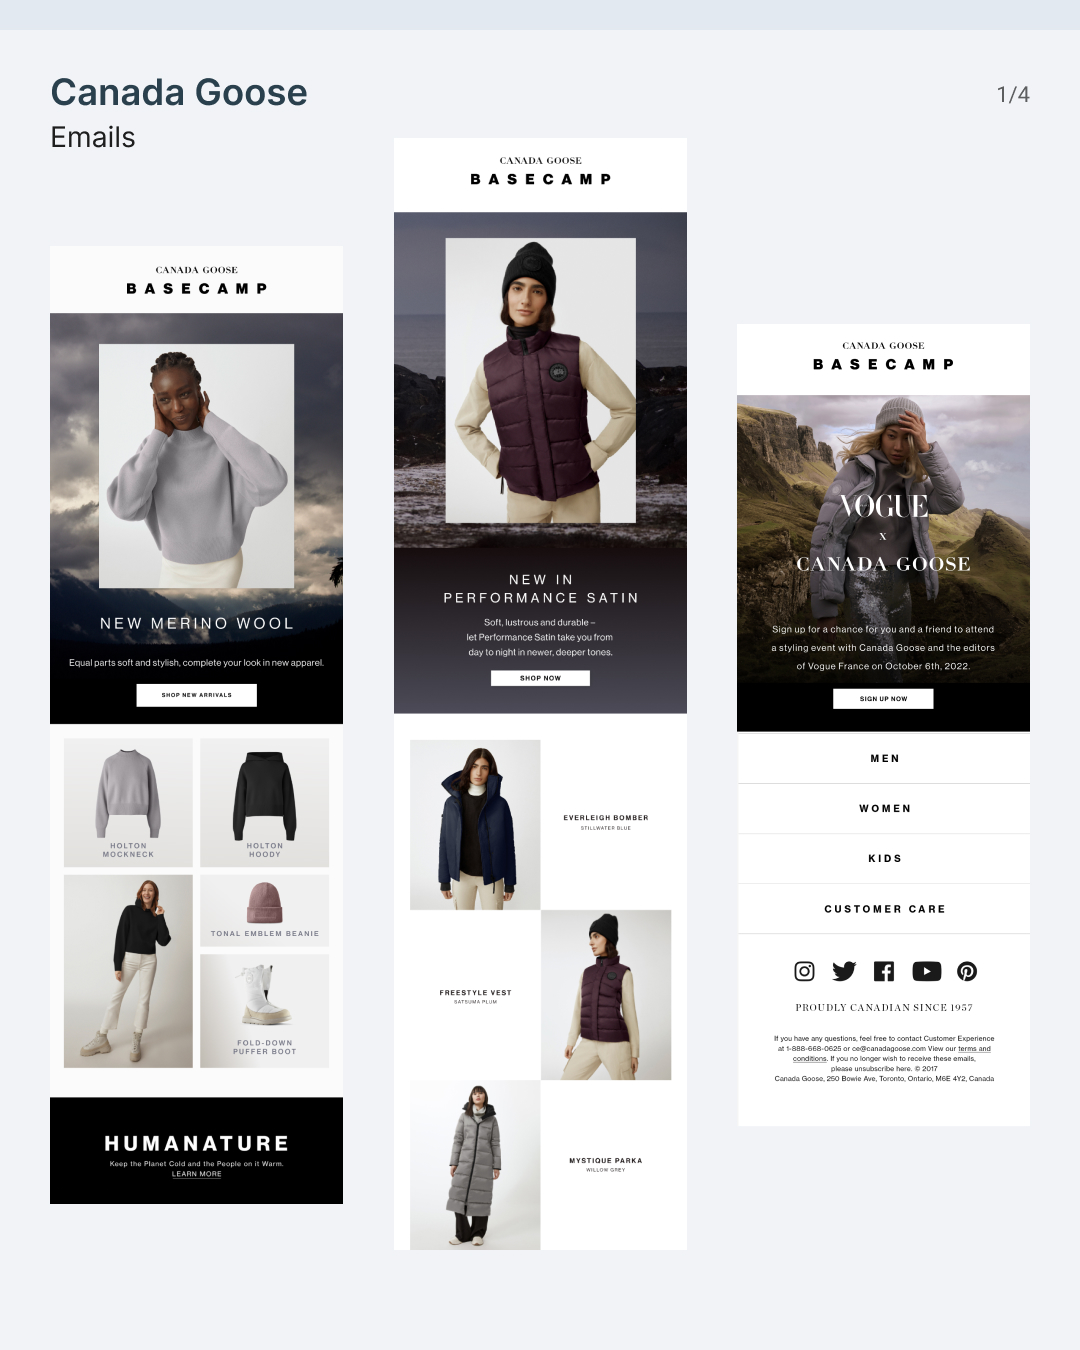 Canada Goose
1/4
Emails
CANADA GOOSE
BASECAMP
NEW MERINO WOOL
Equal parts soft and stylish, complete your look in new apparel.
SHOP NEW ARRIVALS
HOLTON
MOCKNECK
HOLTON
HOODY
TONAL EMBLEM BEANIE
FOLD-DOWN
PUFFER BOOT
HUMANATURE
Keep the Planet Cold and the People on it Warm.
LEARN MORE
CANADA GOOSE
BASECAMP
NEW IN
PERFORMANCE SATIN
Soft, lustrous and durable –
let Performance Satin take you from
day to night in newer, deeper tones.
SHOP NOW
EVERLEIGH BOMBER
STILLWATER BLUE
FREESTYLE VEST
SATSUMA PLUM
MYSTIQUE PARKA
WILLOW GREY
CANADA GOOSE
BASECAMP
VOGUE
X
CANADA GOOSE
Sign up for a chance for you and a friend to attend
a styling event with Canada Goose and the editors
of Vogue France on October 6th, 2022.
SIGN UP NOW
MEN
WOMEN
KIDS
CUSTOMER CARE
PROUDLY CANADIAN SINCE 1957
If you have any questions, feel free to contact Customer Experience
at 1-888-668-0625 or ce@canadagoose.com View our terms and
conditions. If you no longer wish to receive these emails,
please unsubscribe here. © 2017
Canada Goose, 250 Bowie Ave, Toronto, Ontario, M6E 4Y2, Canada